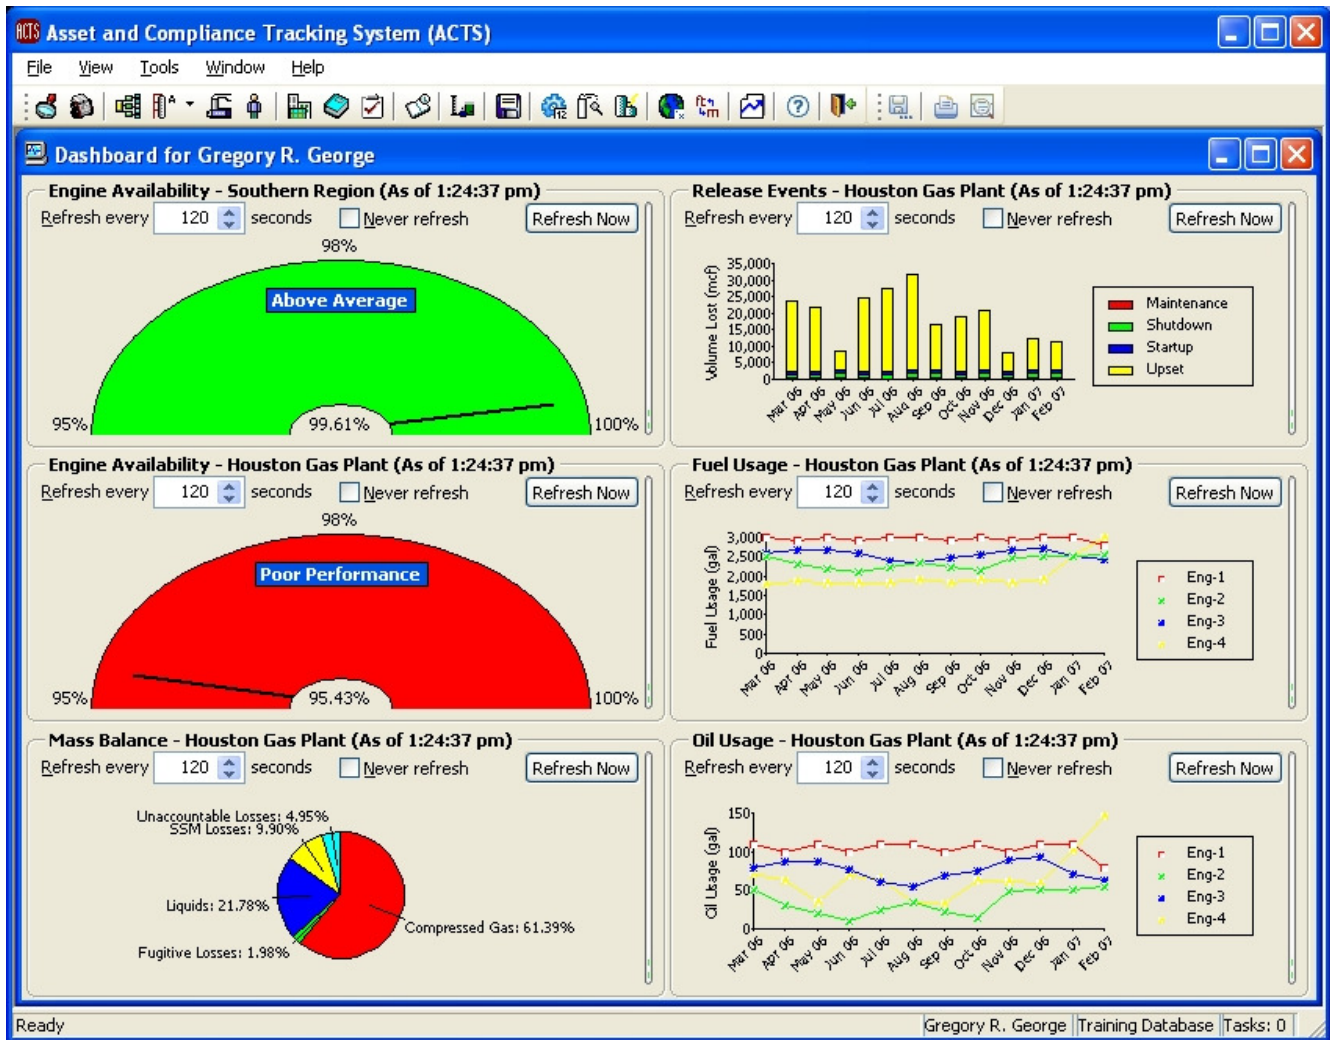 ACTS Asset and Compliance Tracking System (ACTS)
File View Tools Window Help
Dashboard for Gregory R. George
Engine Availability - Southern Region (As of 1:24:37 pm)
Refresh every 120 seconds Never refresh Refresh Now
98%
Above Average
95% 99.61% 100%
Release Events - Houston Gas Plant (As of 1:24:37 pm)
Refresh every 120 seconds Never refresh Refresh Now
Volume Lost (mcf)
35,000
30,000
25,000
20,000
15,000
10,000
5,000
0
Mar 06 Apr 06 May 06 Jun 06 Jul 06 Aug 06 Sep 06 Oct 06 Nov 06 Dec 06 Jan 07 Feb 07
Maintenance
Shutdown
Startup
Upset
Engine Availability - Houston Gas Plant (As of 1:24:37 pm)
Refresh every 120 seconds Never refresh Refresh Now
98%
Poor Performance
95% 95.43% 100%
Fuel Usage - Houston Gas Plant (As of 1:24:37 pm)
Refresh every 120 seconds Never refresh Refresh Now
Fuel Usage (gal)
3,000
2,500
2,000
1,500
1,000
500
0
Mar 06 Apr 06 May 06 Jun 06 Jul 06 Aug 06 Sep 06 Oct 06 Nov 06 Dec 06 Jan 07 Feb 07
Eng-1
Eng-2
Eng-3
Eng-4
Mass Balance - Houston Gas Plant (As of 1:24:37 pm)
Refresh every 120 seconds Never refresh Refresh Now
Unaccountable Losses: 4.95%
SSM Losses: 9.90%
Liquids: 21.78%
Compressed Gas: 61.39%
Fugitive Losses: 1.98%
Oil Usage - Houston Gas Plant (As of 1:24:37 pm)
Refresh every 120 seconds Never refresh Refresh Now
Oil Usage (gal)
150
100
50
0
Mar 06 Apr 06 May 06 Jun 06 Jul 06 Aug 06 Sep 06 Oct 06 Nov 06 Dec 06 Jan 07 Feb 07
Eng-1
Eng-2
Eng-3
Eng-4
Ready Gregory R. George Training Database Tasks: 0